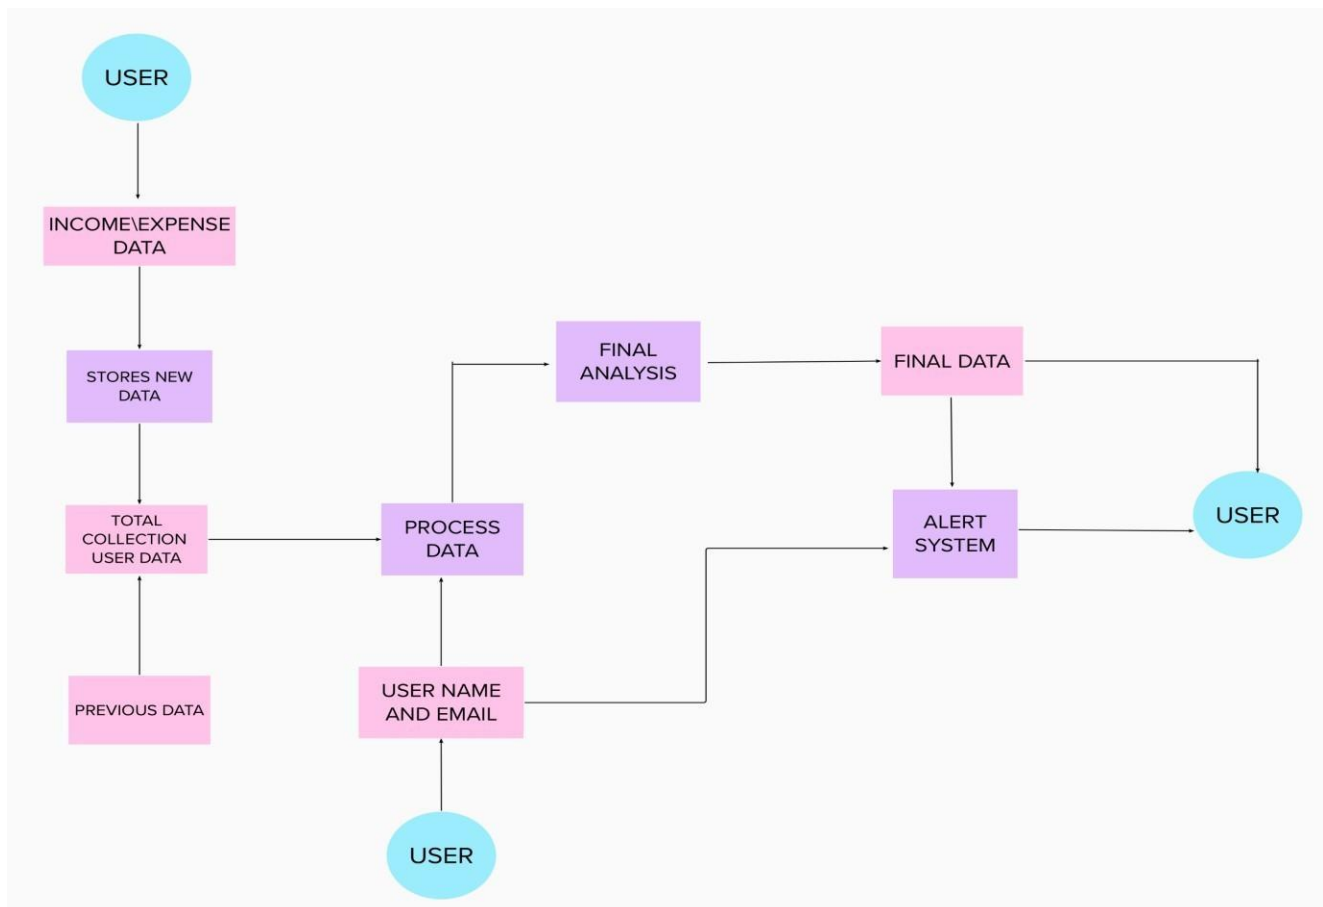 USER
INCOME\EXPENSE
DATA
STORES NEW
DATA
TOTAL
COLLECTION
USER DATA
PREVIOUS DATA
PROCESS
DATA
USER NAME
AND EMAIL
USER
FINAL
ANALYSIS
FINAL DATA
ALERT
SYSTEM
USER